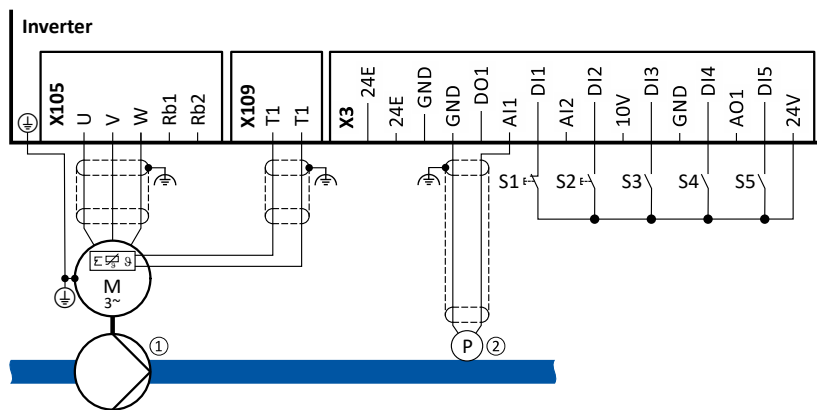 Inverter
X105
U
V
W
Rb1
Rb2
X109
T1
T1
X3
24E
24E
GND
GND
DO1
AI1
DI1
AI2
DI2
10V
DI3
GND
DI4
AO1
DI5
24V
S1
S2
S3
S4
S5
ϑ
M
3~
①
P
②